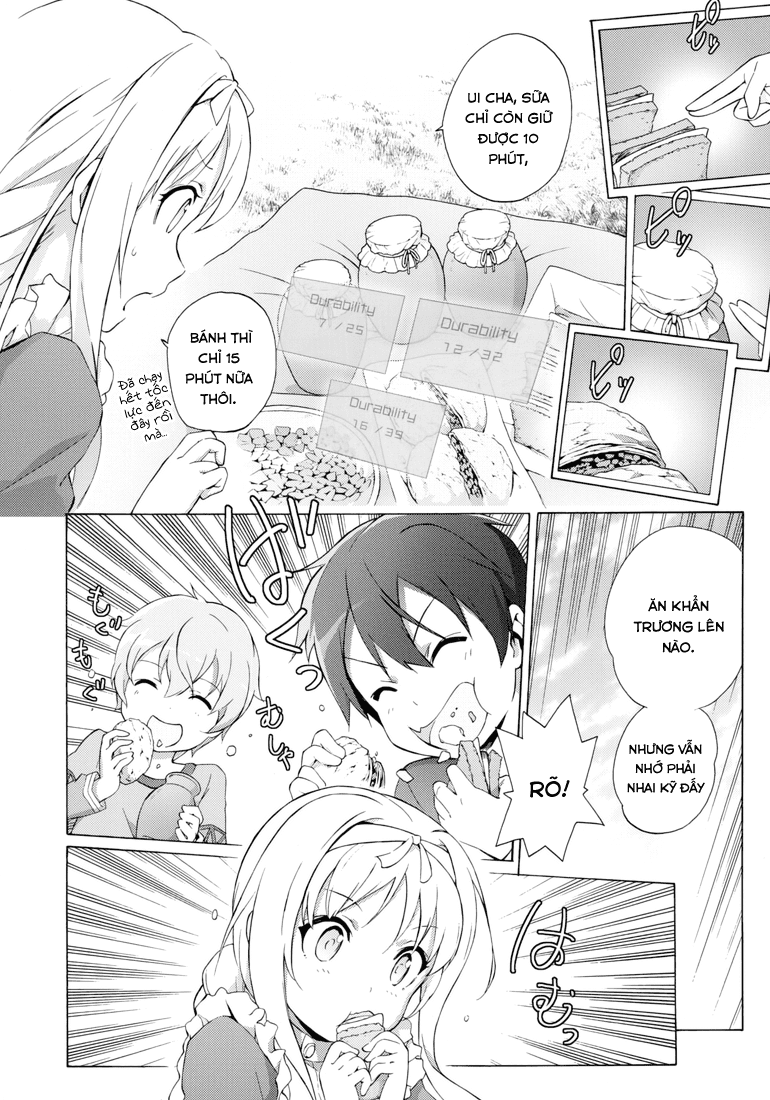 ピッ
ピッ
ピッ
UI CHA, SỮA
CHỈ CÒN GIỮ
ĐƯỢC 10
PHÚT,
Durability
7 / 25
Durability
12 / 32
Durability
16 / 39
BÁNH THÌ
CHỈ 15
PHÚT NỮA
THÔI.
Đã chạy
hết tốc
lực đến
đây rồi
mà...
ĂN KHẨN
TRƯƠNG LÊN
NÀO.
NHƯNG VẪN
NHỚ PHẢI
NHAI KỸ ĐẤY
RÕ!
ばくっ
むしゃ
もぐもぐ
はむっ